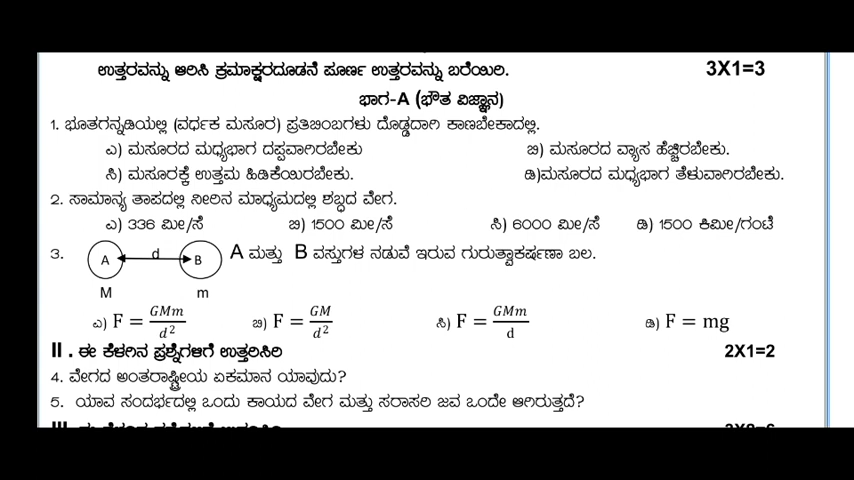 ಉತ್ತರವನ್ನು ಆರಿಸಿ ಕ್ರಮಾಕ್ಷರದೂಡನೆ ಪೂರ್ಣ ಉತ್ತರವನ್ನು ಬರೆಯಿರಿ. 3X1=3
ಭಾಗ-A (ಭೌತ ವಿಜ್ಞಾನ)
1. ಭೂತಗನ್ನಡಿಯಲ್ಲಿ (ವರ್ಧಕ ಮಸೂರ) ಪ್ರತಿಬಿಂಬಗಳು ದೊಡ್ಡದಾಗಿ ಕಾಣಬೇಕಾದಲ್ಲಿ.
ಎ) ಮಸೂರದ ಮಧ್ಯಭಾಗ ದಪ್ಪವಾಗಿರಬೇಕು ಬಿ) ಮಸೂರದ ವ್ಯಾಸ ಹೆಚ್ಚಿರಬೇಕು.
ಸಿ) ಮಸೂರಕ್ಕೆ ಉತ್ತಮ ಹಿಡಿಕೆಯಿರಬೇಕು. ಡಿ)ಮಸೂರದ ಮಧ್ಯಭಾಗ ತೆಳುವಾಗಿರಬೇಕು.
2. ಸಾಮಾನ್ಯ ತಾಪದಲ್ಲಿ ನೀರಿನ ಮಾಧ್ಯಮದಲ್ಲಿ ಶಬ್ದದ ವೇಗ.
ಎ) 336 ಮೀ/ಸೆ ಬಿ) 1500 ಮೀ/ಸೆ ಸಿ) 6000 ಮೀ/ಸೆ ಡಿ) 1500 ಕಿಮೀ/ಗಂಟೆ
3. A d B A ಮತ್ತು B ವಸ್ತುಗಳ ನಡುವೆ ಇರುವ ಗುರುತ್ವಾಕರ್ಷಣಾ ಬಲ.
M m
ಎ) F = GMm/d² ಬಿ) F = GM/d² ಸಿ) F = GMm/d ಡಿ) F = mg
II . ಈ ಕೆಳಗಿನ ಪ್ರಶ್ನೆಗಳಿಗೆ ಉತ್ತರಿಸಿರಿ 2X1=2
4. ವೇಗದ ಅಂತರಾಷ್ಟ್ರೀಯ ಏಕಮಾನ ಯಾವುದು?
5. ಯಾವ ಸಂದರ್ಭದಲ್ಲಿ ಒಂದು ಕಾಯದ ವೇಗ ಮತ್ತು ಸರಾಸರಿ ಜವ ಒಂದೇ ಆಗಿರುತ್ತದೆ?